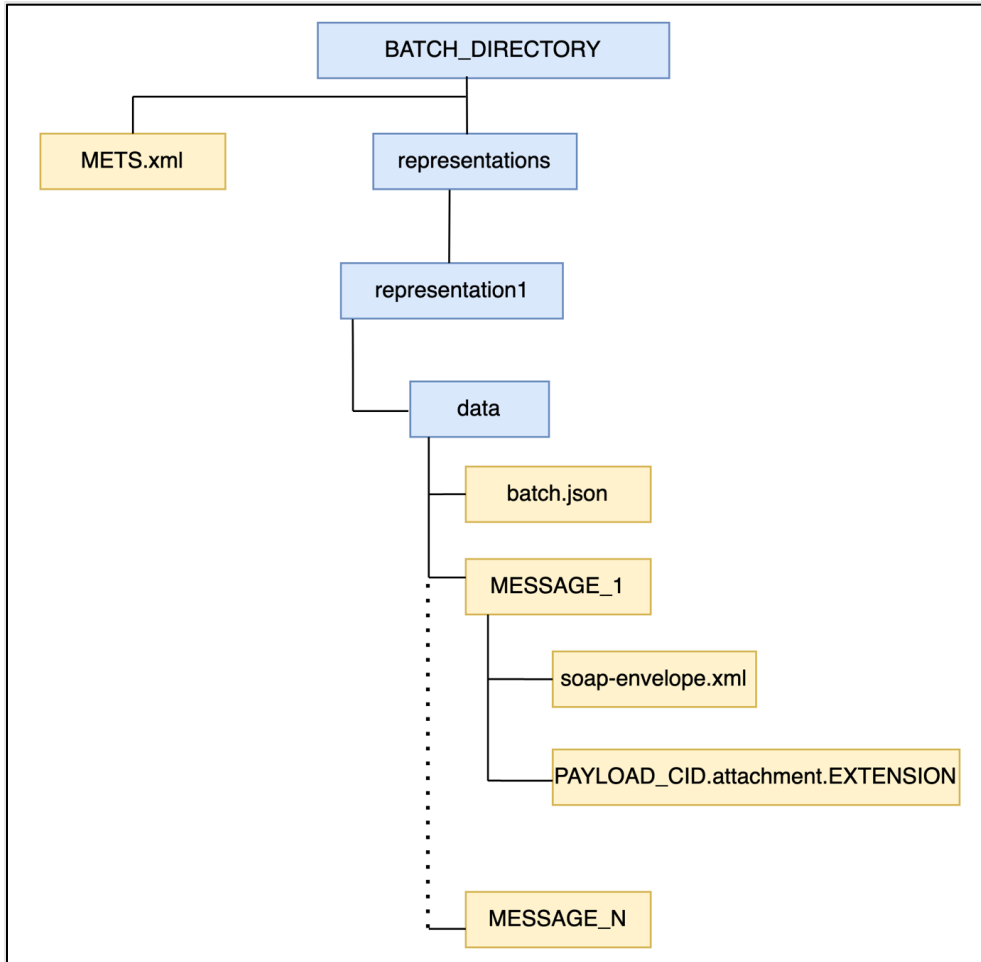 BATCH_DIRECTORY
METS.xml
representations
representation1
data
batch.json
MESSAGE_1
soap-envelope.xml
PAYLOAD_CID.attachment.EXTENSION
MESSAGE_N